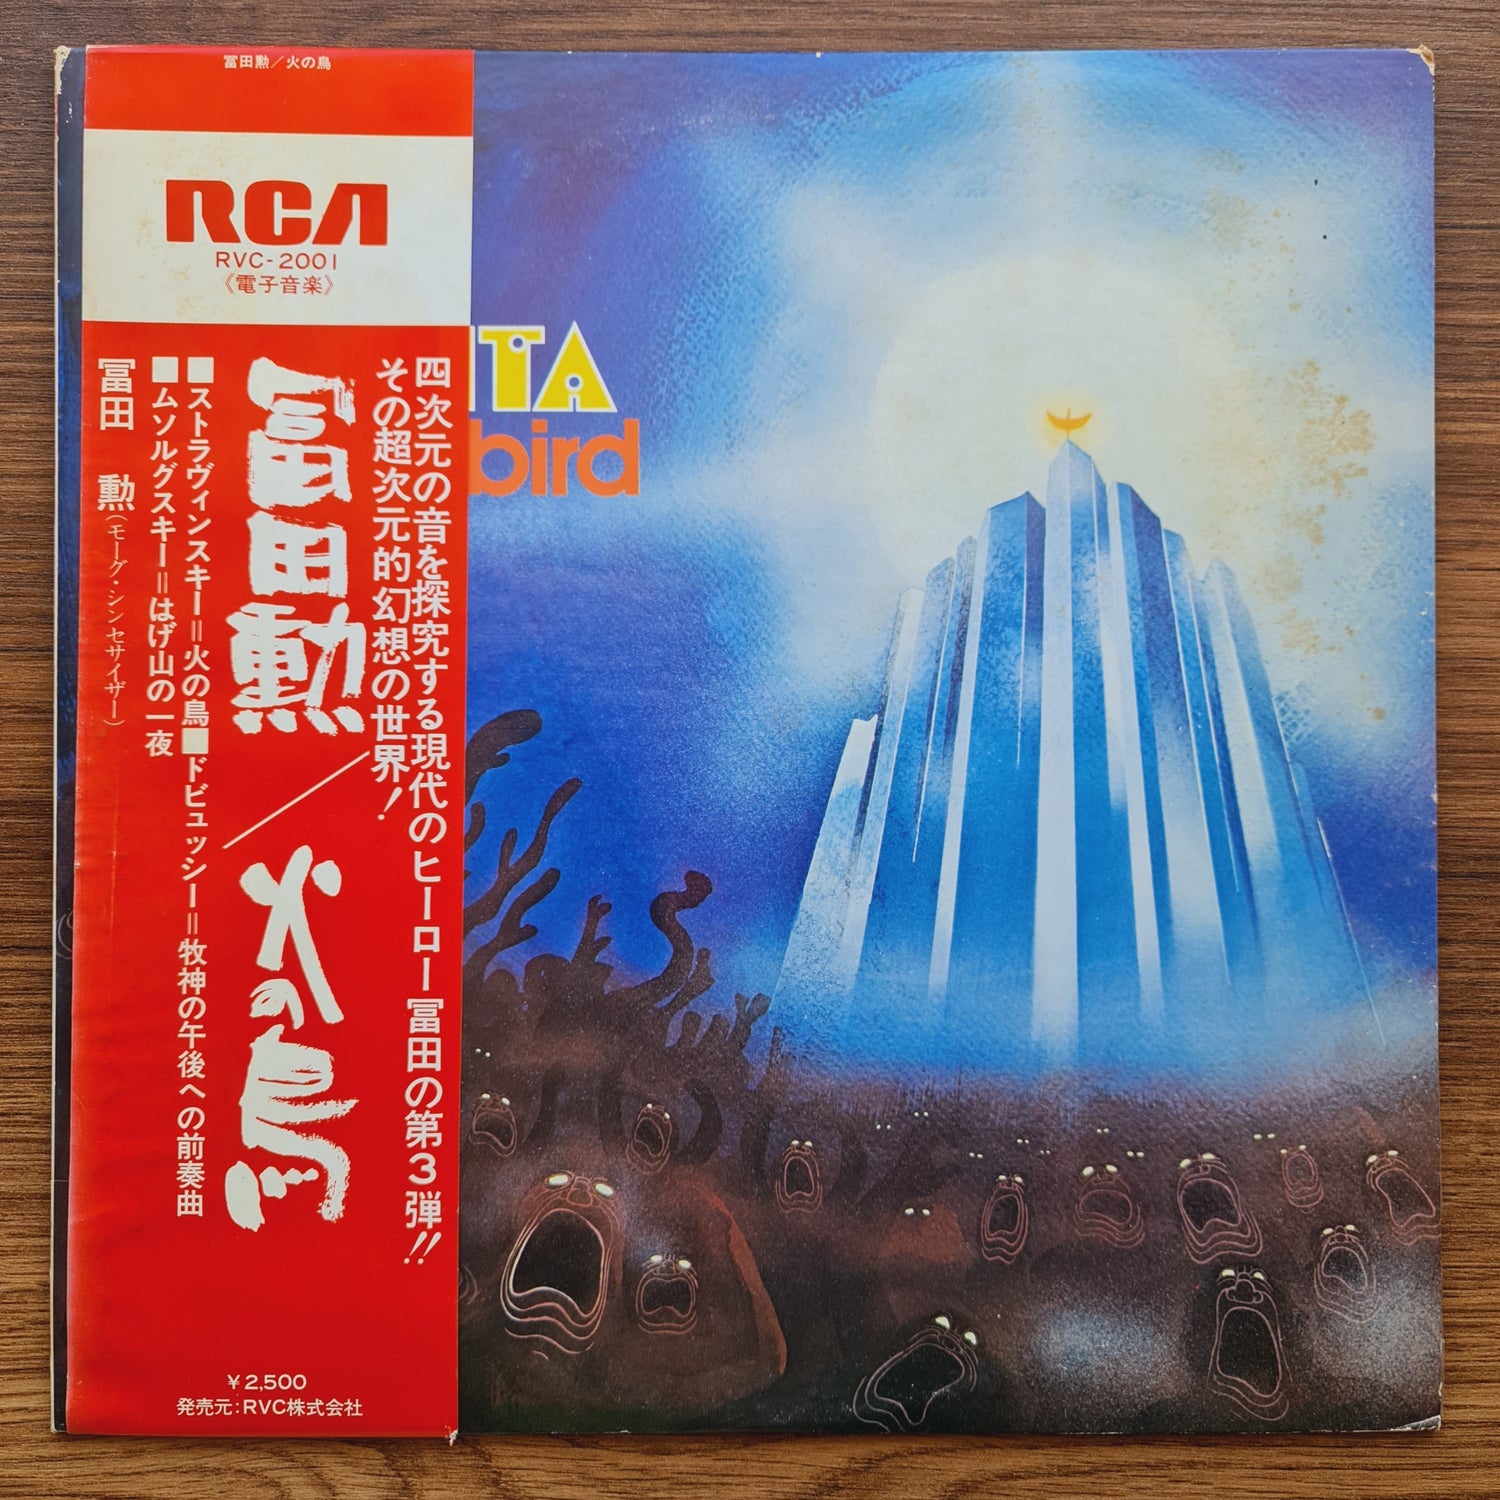 冨田勲／火の鳥
RCA
RVC-2001
《電子音楽》
四次元の音を探究する現代のヒーロー冨田の第3弾!!
その超次元的幻想の世界!
冨田勲／火の鳥
■ストラヴィンスキー＝火の鳥■ドビュッシー＝牧神の午後への前奏曲
■ムソルグスキー＝はげ山の一夜
冨田 勲(モーグ・シンセサイザー)
¥2,500
発売元:RVC株式会社
ITA
bird